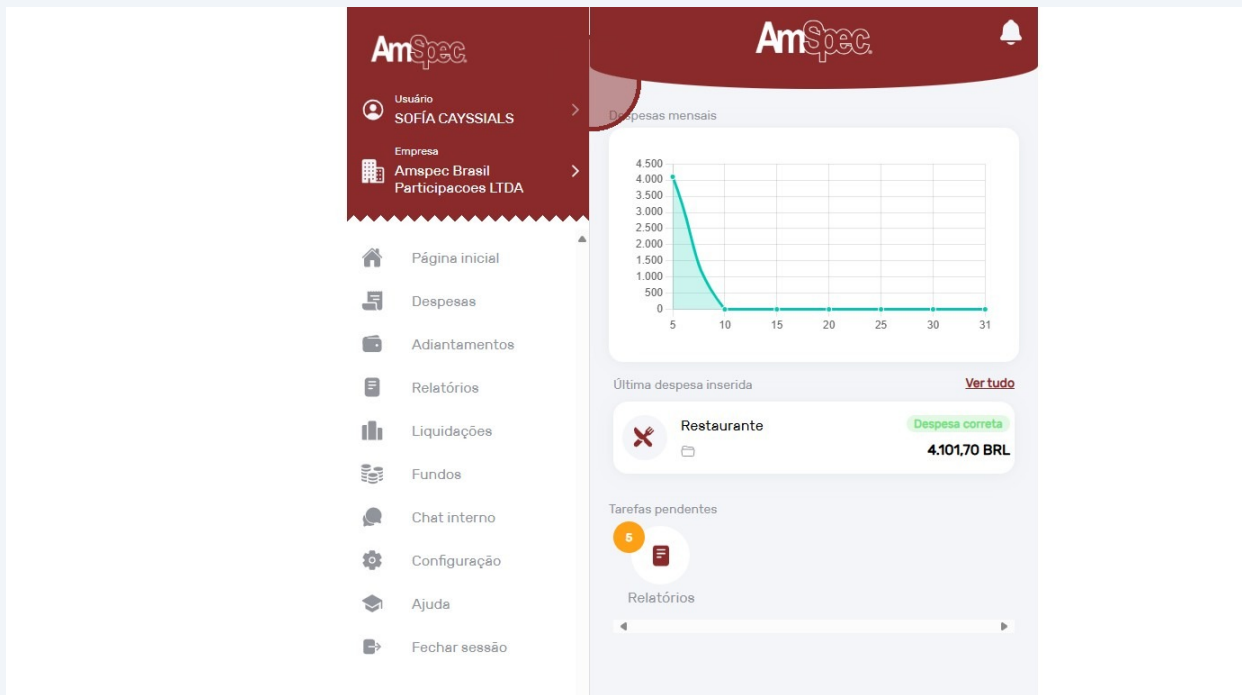 AmSpec.
Usuário
SOFÍA CAYSSIALS
Empresa
Amspec Brasil
Participacoes LTDA
Página inicial
Despesas
Adiantamentos
Relatórios
Liquidações
Fundos
Chat interno
Configuração
Ajuda
Fechar sessão
AmSpec.
Despesas mensais
4.500
4.000
3.500
3.000
2.500
2.000
1.500
1.000
500
0
5 10 15 20 25 30 31
Última despesa inserida Ver tudo
Restaurante Despesa correta
4.101,70 BRL
Tarefas pendentes
5
Relatórios